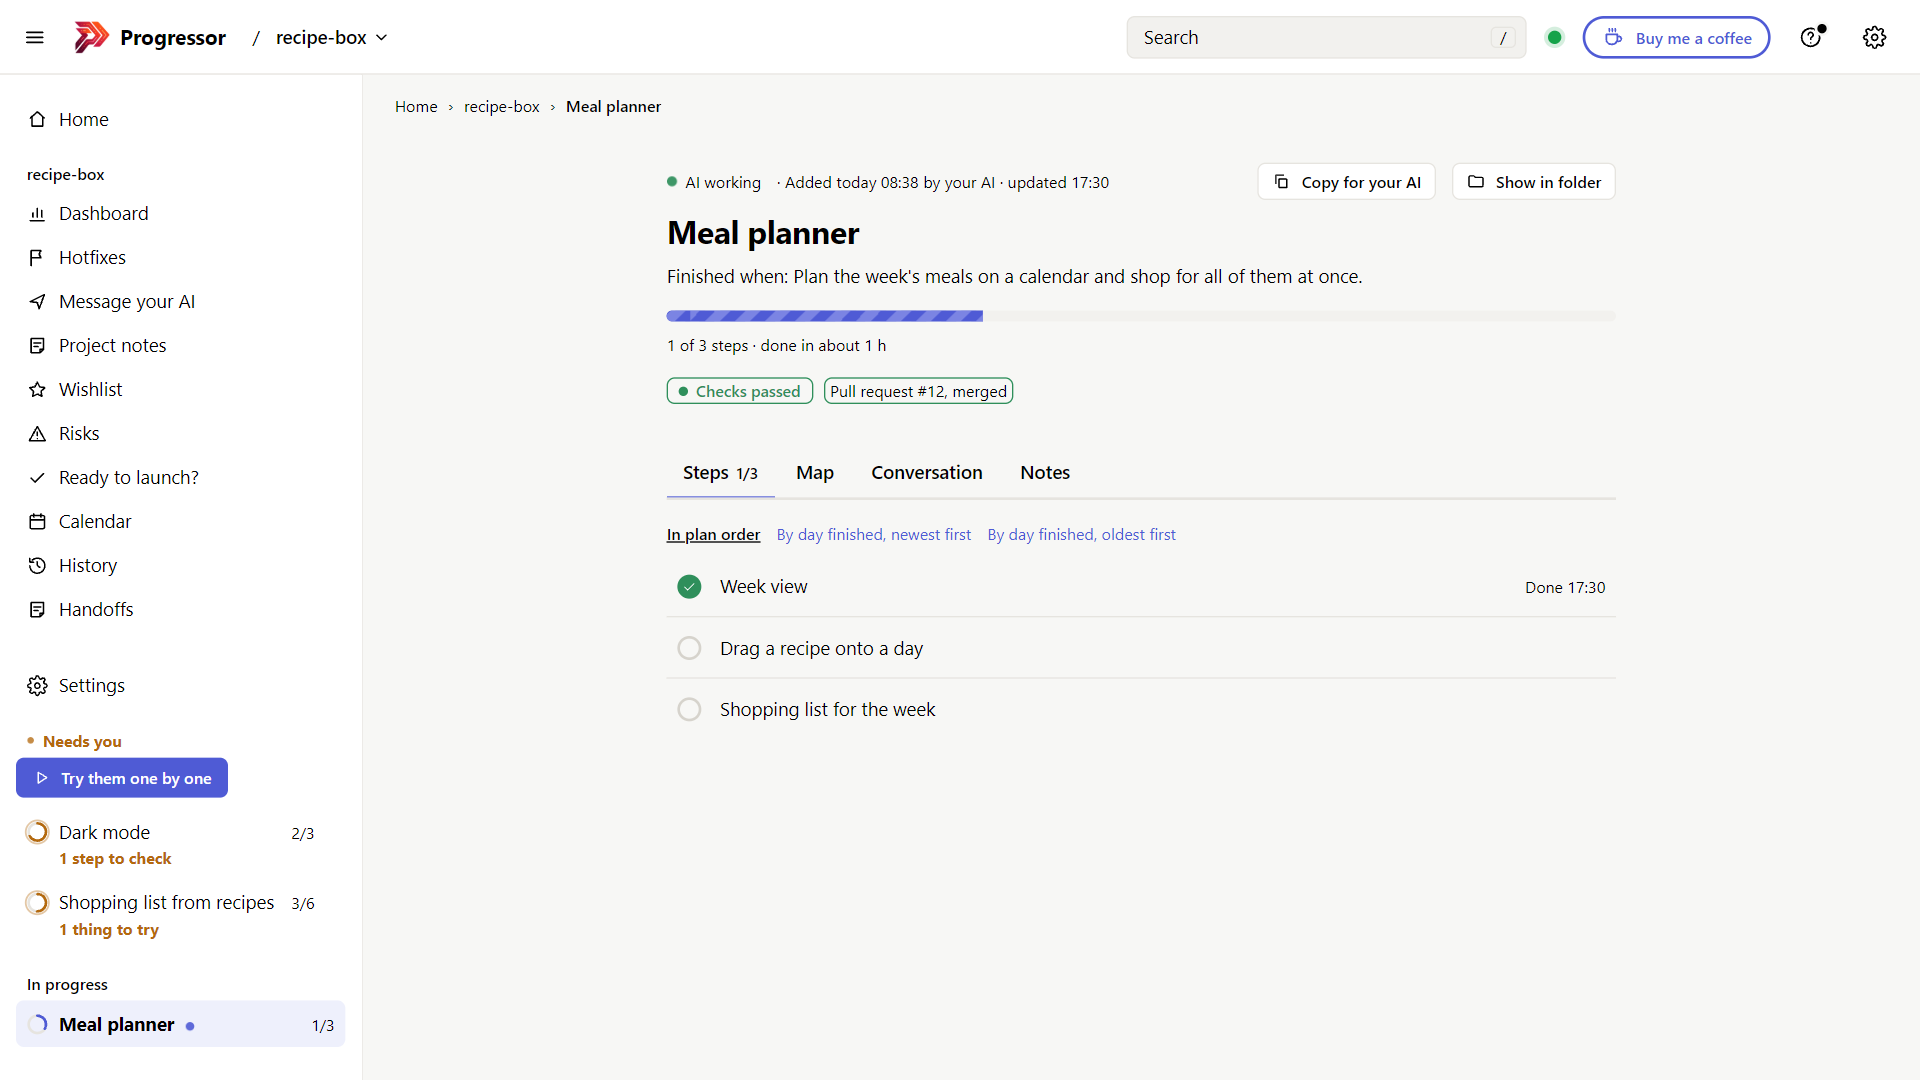 Progressor / recipe-box
Search /
Buy me a coffee
Home
recipe-box
Dashboard
Hotfixes
Message your AI
Project notes
Wishlist
Risks
Ready to launch?
Calendar
History
Handoffs
Settings
Needs you
Try them one by one
Dark mode 2/3
1 step to check
Shopping list from recipes 3/6
1 thing to try
In progress
Meal planner 1/3
Home › recipe-box › Meal planner
AI working · Added today 08:38 by your AI · updated 17:30
Copy for your AI
Show in folder
Meal planner
Finished when: Plan the week's meals on a calendar and shop for all of them at once.
1 of 3 steps · done in about 1 h
Checks passed
Pull request #12, merged
Steps 1/3 Map Conversation Notes
In plan order By day finished, newest first By day finished, oldest first
Week view Done 17:30
Drag a recipe onto a day
Shopping list for the week